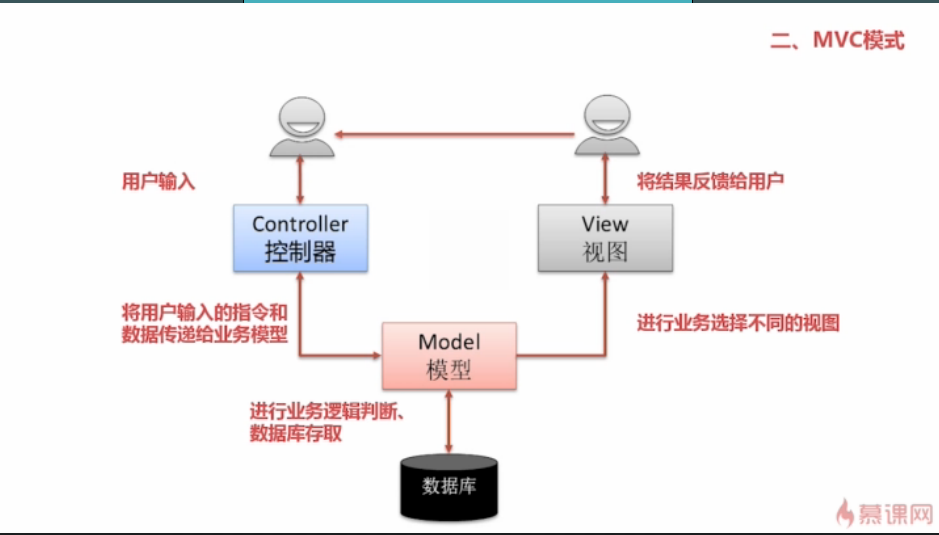 二、MVC模式
用户输入
将结果反馈给用户
Controller
控制器
View
视图
将用户输入的指令和
数据传递给业务模型
进行业务选择不同的视图
Model
模型
进行业务逻辑判断、
数据库存取
数据库
慕课网